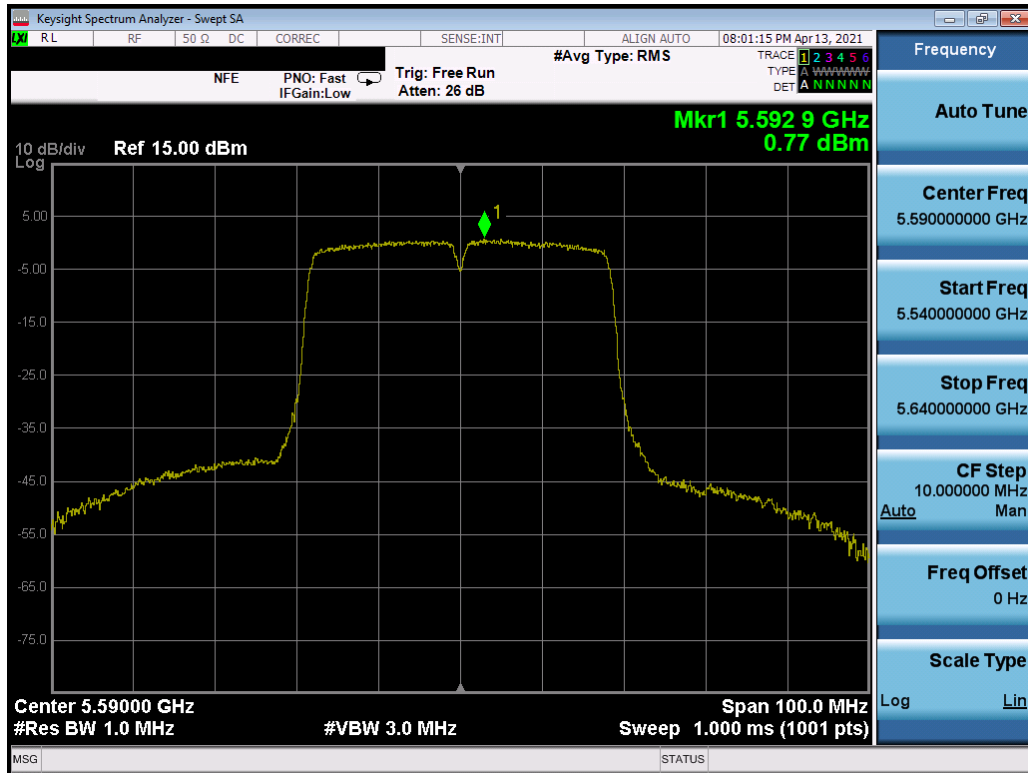 Keysight Spectrum Analyzer - Swept SA
LXI RL RF 50 Ω DC CORREC SENSE:INT ALIGN AUTO 08:01:15 PM Apr 13, 2021
Frequency
#Avg Type: RMS
TRACE 1 2 3 4 5 6
TYPE A WWWWW
DET A N N N N N
NFE
PNO: Fast
IFGain:Low
Trig: Free Run
Atten: 26 dB
Mkr1 5.592 9 GHz
0.77 dBm
10 dB/div
Log
Ref 15.00 dBm
1
5.00
-5.00
-15.0
-25.0
-35.0
-45.0
-55.0
-65.0
-75.0
Center 5.59000 GHz
Span 100.0 MHz
#Res BW 1.0 MHz
#VBW 3.0 MHz
Sweep 1.000 ms (1001 pts)
MSG
STATUS
Auto Tune
Center Freq
5.590000000 GHz
Start Freq
5.540000000 GHz
Stop Freq
5.640000000 GHz
CF Step
10.000000 MHz
Auto Man
Freq Offset
0 Hz
Scale Type
Log Lin